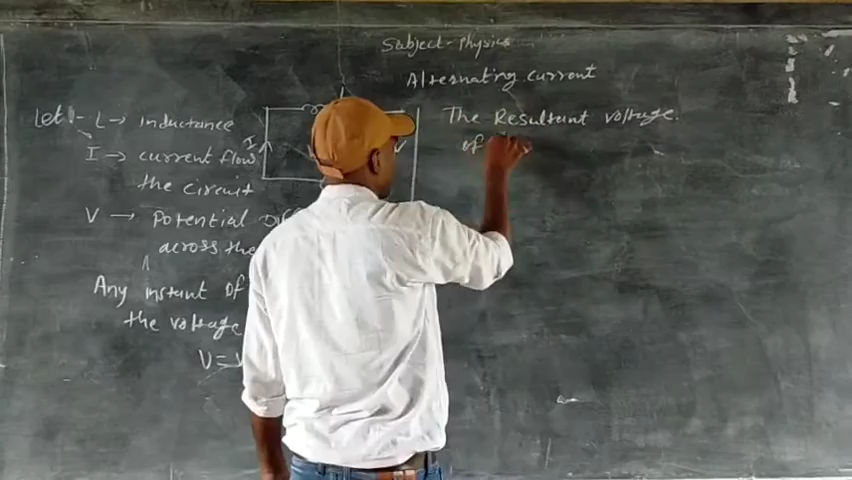 Subject - physics
Alternating current
Let :- L → inductance
I → current flow
the circuit
V → Potential
across the
Any instant of
the voltage
V =
I
The Resultant voltage.
of